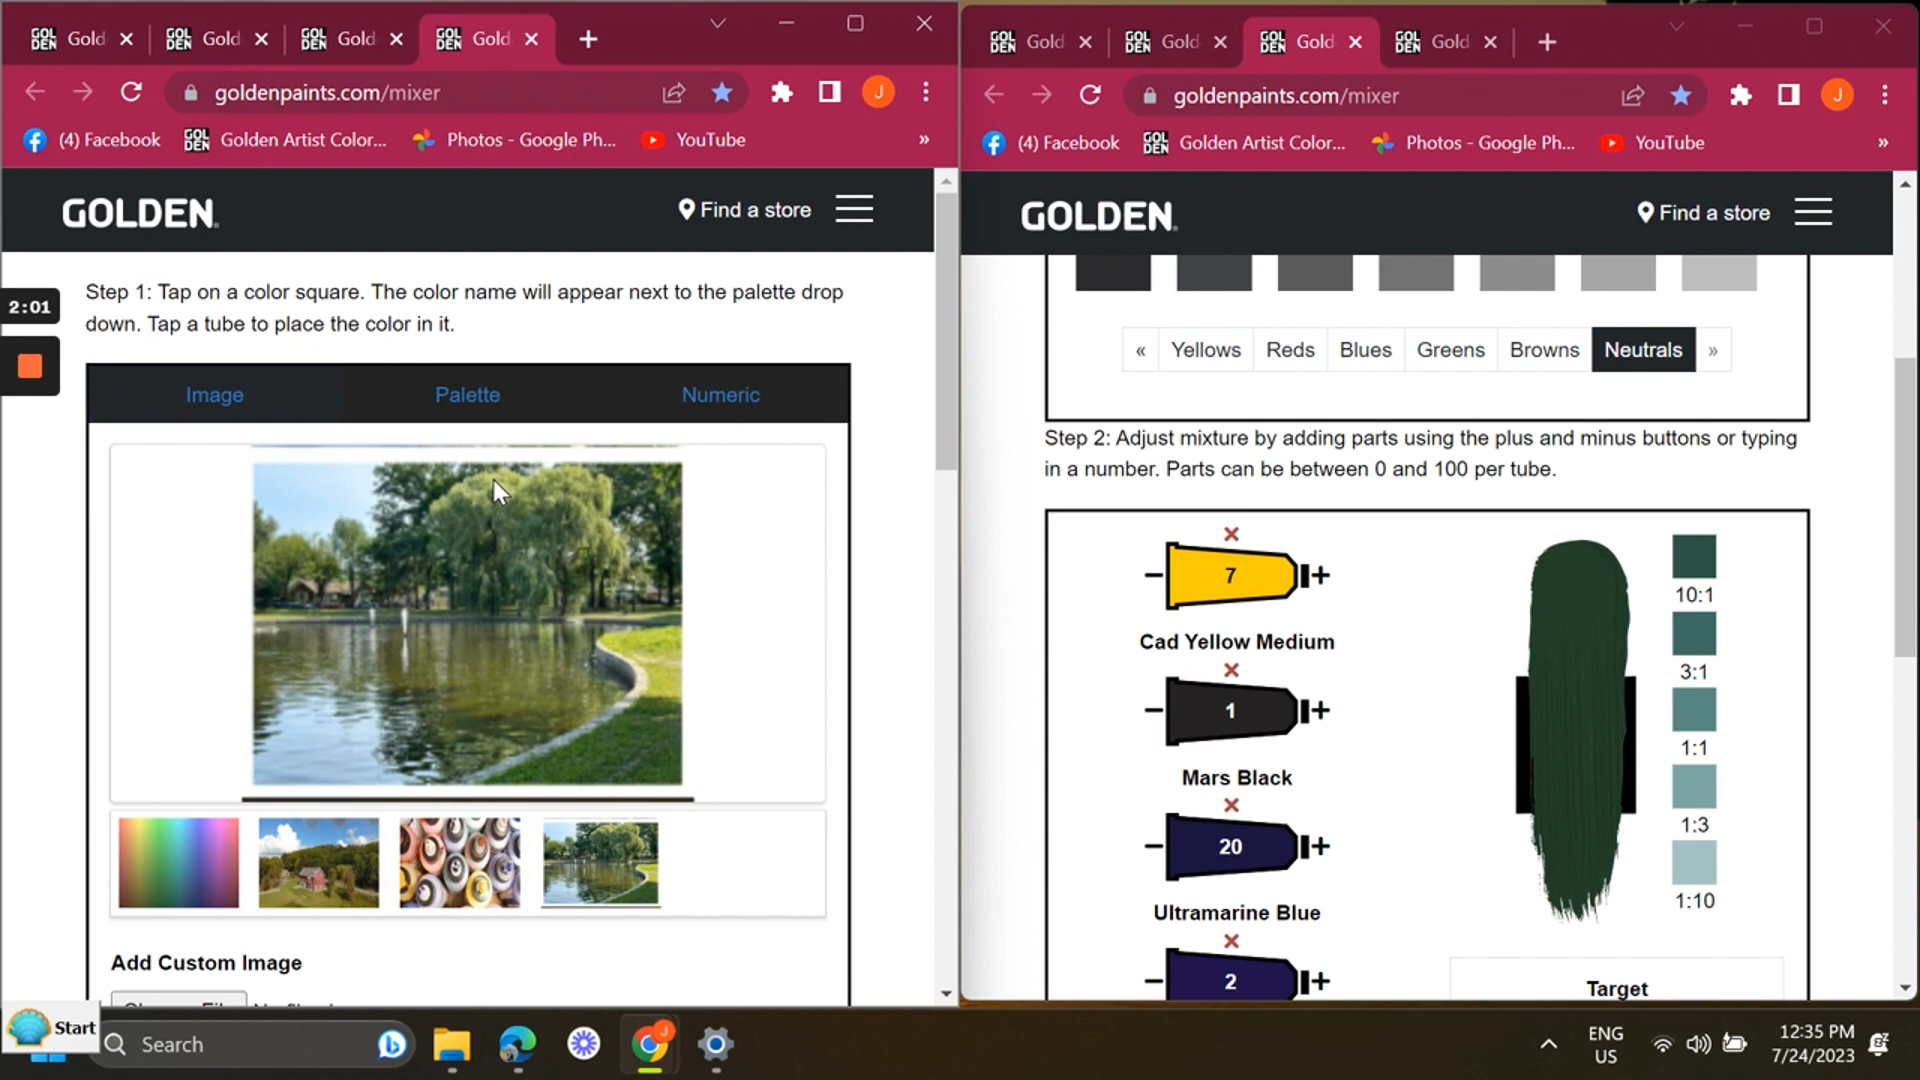 Gold
Gold
Gold
Gold
goldenpaints.com/mixer
J
(4) Facebook
Golden Artist Color...
Photos - Google Ph...
YouTube
»
GOLDEN
Find a store
2:01
Step 1: Tap on a color square. The color name will appear next to the palette drop
down. Tap a tube to place the color in it.
Image
Palette
Numeric
Add Custom Image
Gold
Gold
Gold
Gold
goldenpaints.com/mixer
J
(4) Facebook
Golden Artist Color...
Photos - Google Ph...
YouTube
»
GOLDEN
Find a store
« Yellows Reds Blues Greens Browns Neutrals »
Step 2: Adjust mixture by adding parts using the plus and minus buttons or typing
in a number. Parts can be between 0 and 100 per tube.
7
Cad Yellow Medium
1
Mars Black
20
Ultramarine Blue
2
10:1
3:1
1:1
1:3
1:10
Target
Start
Search
ENG
US
12:35 PM
7/24/2023